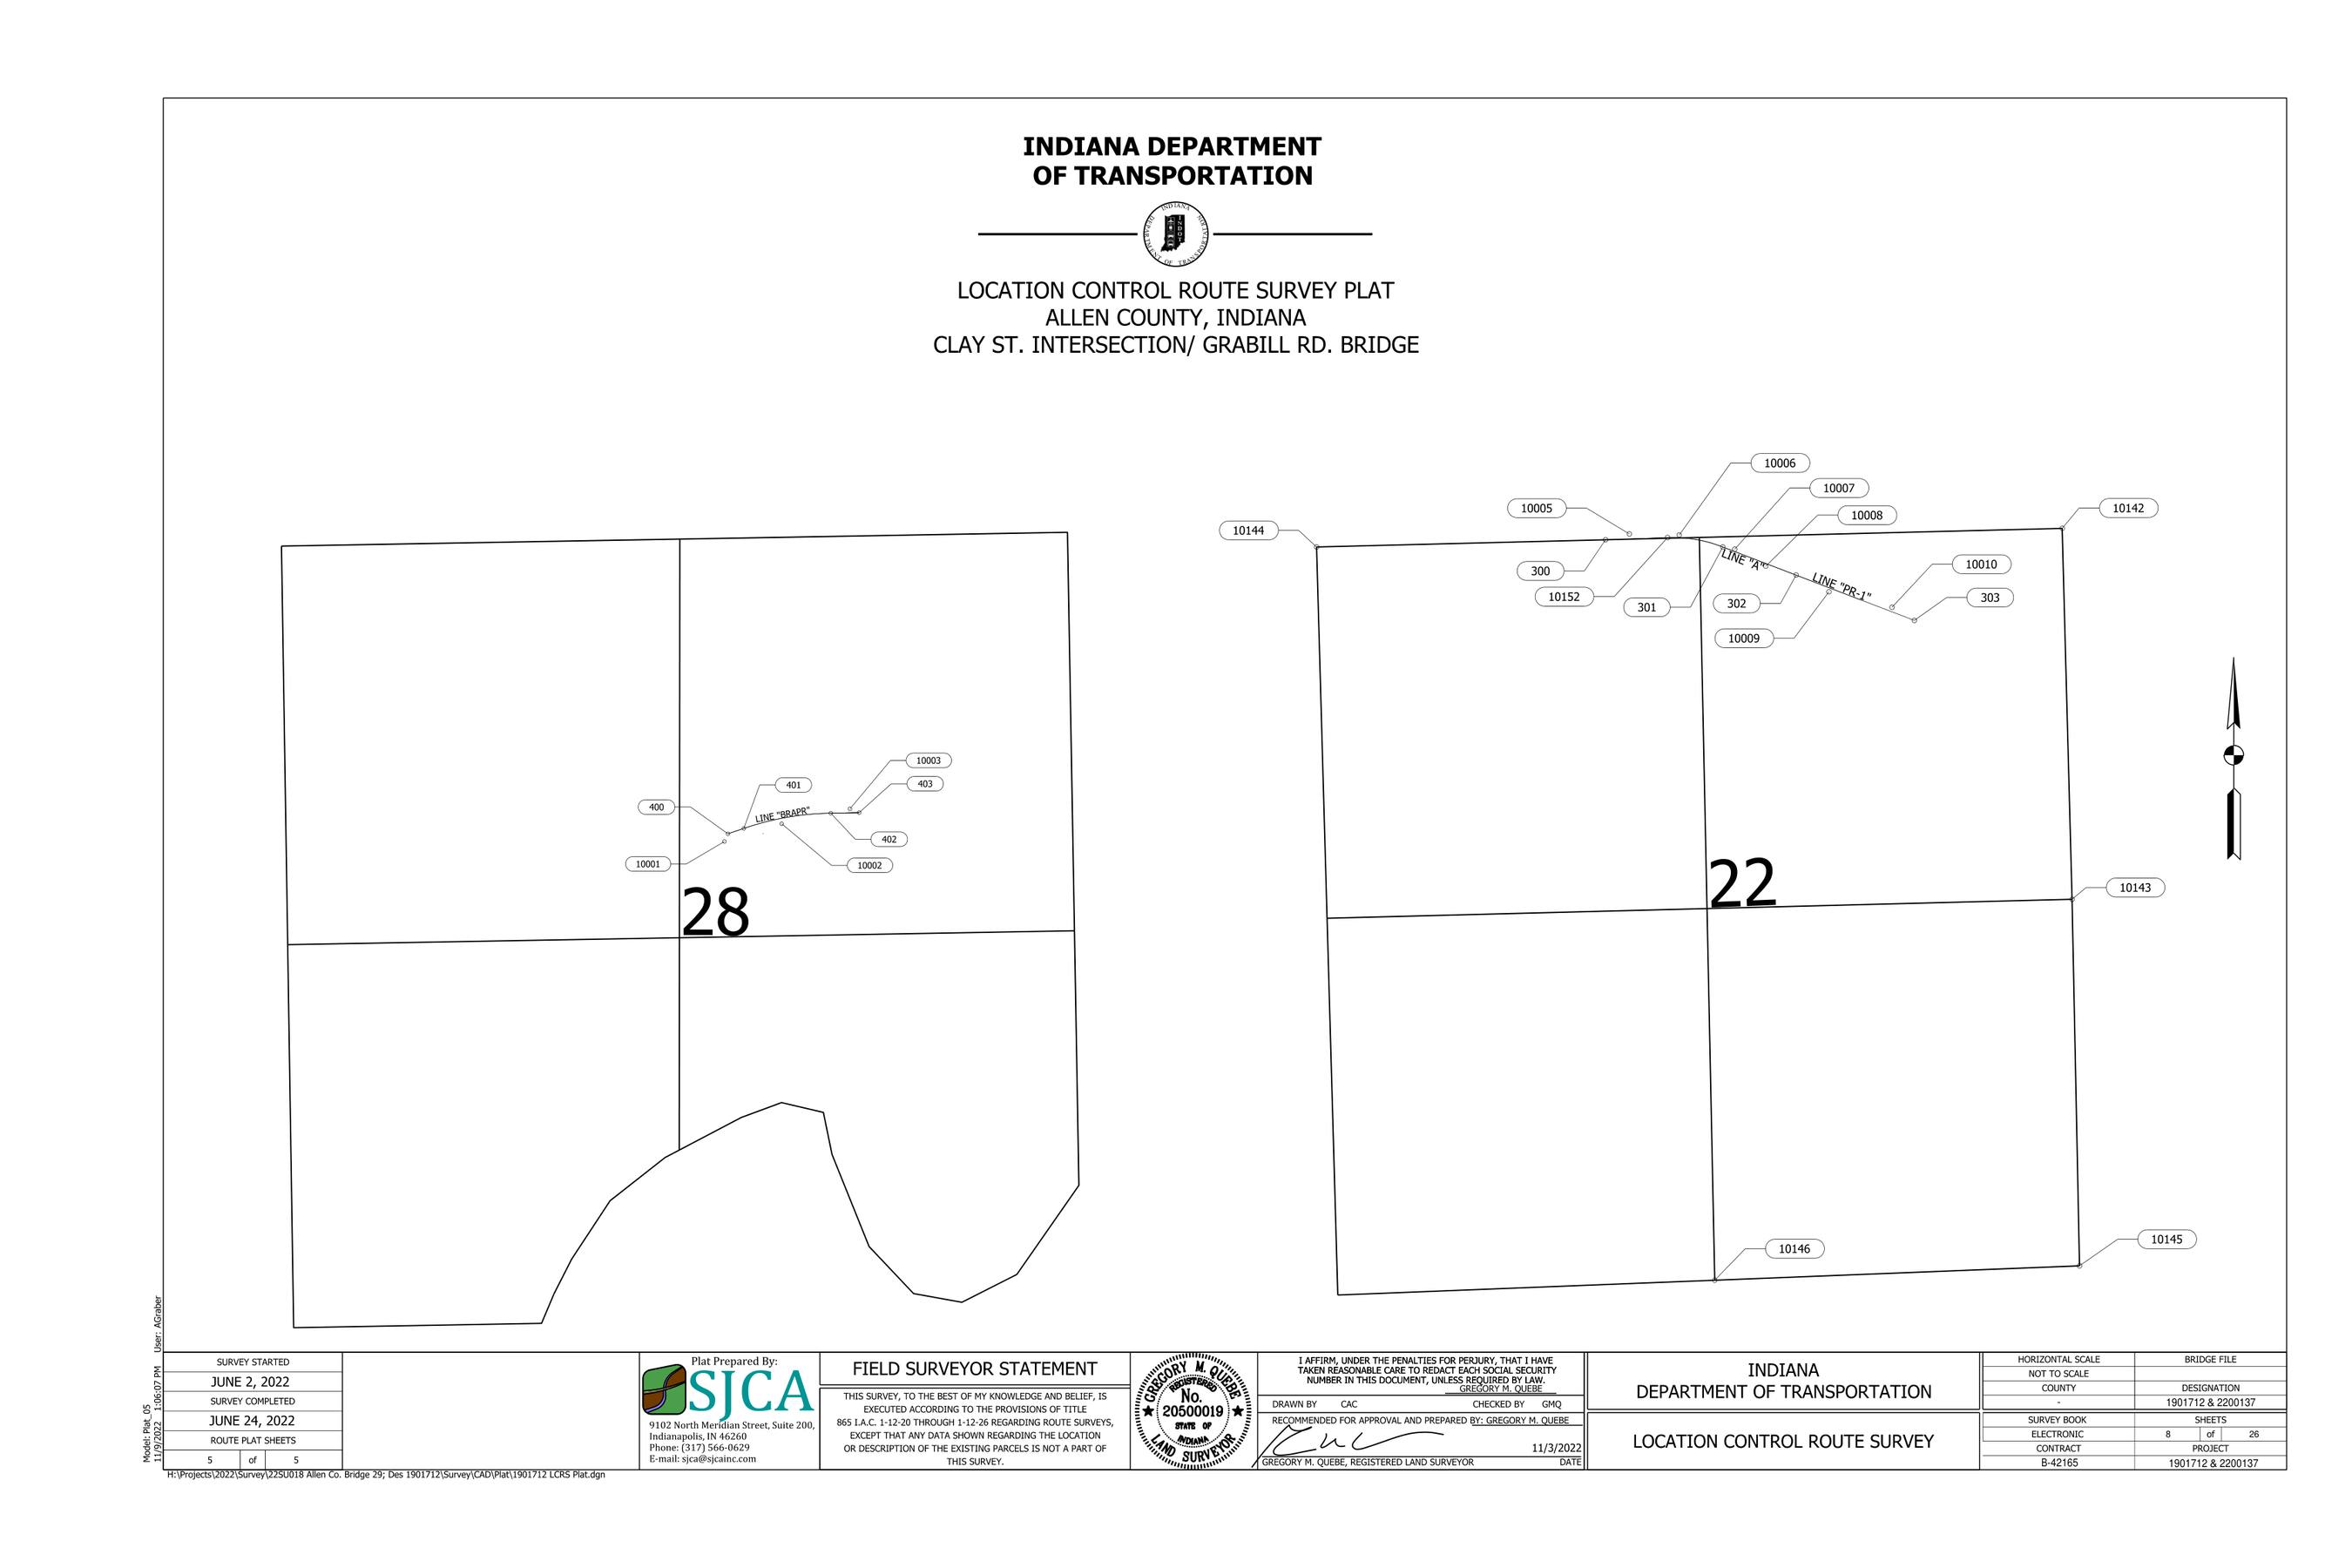 INDIANA DEPARTMENT
OF TRANSPORTATION
INDIANA
DEPARTMENT OF TRANSPORTATION
INDOT
LOCATION CONTROL ROUTE SURVEY PLAT
ALLEN COUNTY, INDIANA
CLAY ST. INTERSECTION/ GRABILL RD. BRIDGE
10003
401
403
400
LINE "BRAPR"
402
10001
10002
28
10006
10007
10005
10008
10142
10144
LINE "A"
300
10010
LINE "PR-1"
10152
303
301
302
10009
22
10143
10146
10145
Model: Plat_05
11/9/2022 1:06:07 PM User: AGraber
SURVEY STARTED
JUNE 2, 2022
SURVEY COMPLETED
JUNE 24, 2022
ROUTE PLAT SHEETS
5 of 5
H:\Projects\2022\Survey\22SU018 Allen Co. Bridge 29; Des 1901712\Survey\CAD\Plat\1901712 LCRS Plat.dgn
Plat Prepared By:
SJCA
9102 North Meridian Street, Suite 200,
Indianapolis, IN 46260
Phone: (317) 566-0629
E-mail: sjca@sjcainc.com
FIELD SURVEYOR STATEMENT
THIS SURVEY, TO THE BEST OF MY KNOWLEDGE AND BELIEF, IS
EXECUTED ACCORDING TO THE PROVISIONS OF TITLE
865 I.A.C. 1-12-20 THROUGH 1-12-26 REGARDING ROUTE SURVEYS,
EXCEPT THAT ANY DATA SHOWN REGARDING THE LOCATION
OR DESCRIPTION OF THE EXISTING PARCELS IS NOT A PART OF
THIS SURVEY.
GREGORY M. QUEBE
REGISTERED
No.
20500019
STATE OF
INDIANA
LAND SURVEYOR
I AFFIRM, UNDER THE PENALTIES FOR PERJURY, THAT I HAVE
TAKEN REASONABLE CARE TO REDACT EACH SOCIAL SECURITY
NUMBER IN THIS DOCUMENT, UNLESS REQUIRED BY LAW.
GREGORY M. QUEBE
DRAWN BY CAC CHECKED BY GMQ
RECOMMENDED FOR APPROVAL AND PREPARED BY: GREGORY M. QUEBE
11/3/2022
GREGORY M. QUEBE, REGISTERED LAND SURVEYOR DATE
INDIANA
DEPARTMENT OF TRANSPORTATION
LOCATION CONTROL ROUTE SURVEY
HORIZONTAL SCALE BRIDGE FILE
NOT TO SCALE
COUNTY DESIGNATION
- 1901712 & 2200137
SURVEY BOOK SHEETS
ELECTRONIC 8 of 26
CONTRACT PROJECT
B-42165 1901712 & 2200137